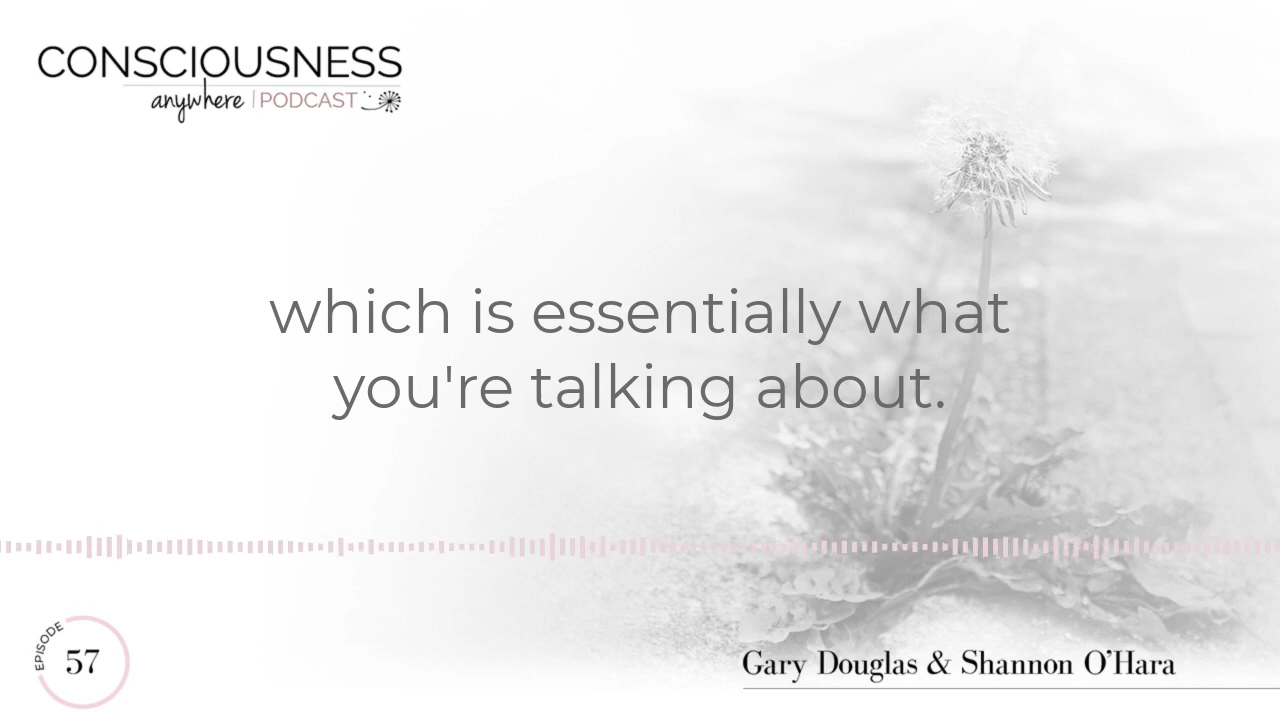 CONSCIOUSNESS
anywhere | PODCAST
which is essentially what
you're talking about.
EPISODE
57
Gary Douglas & Shannon O'Hara